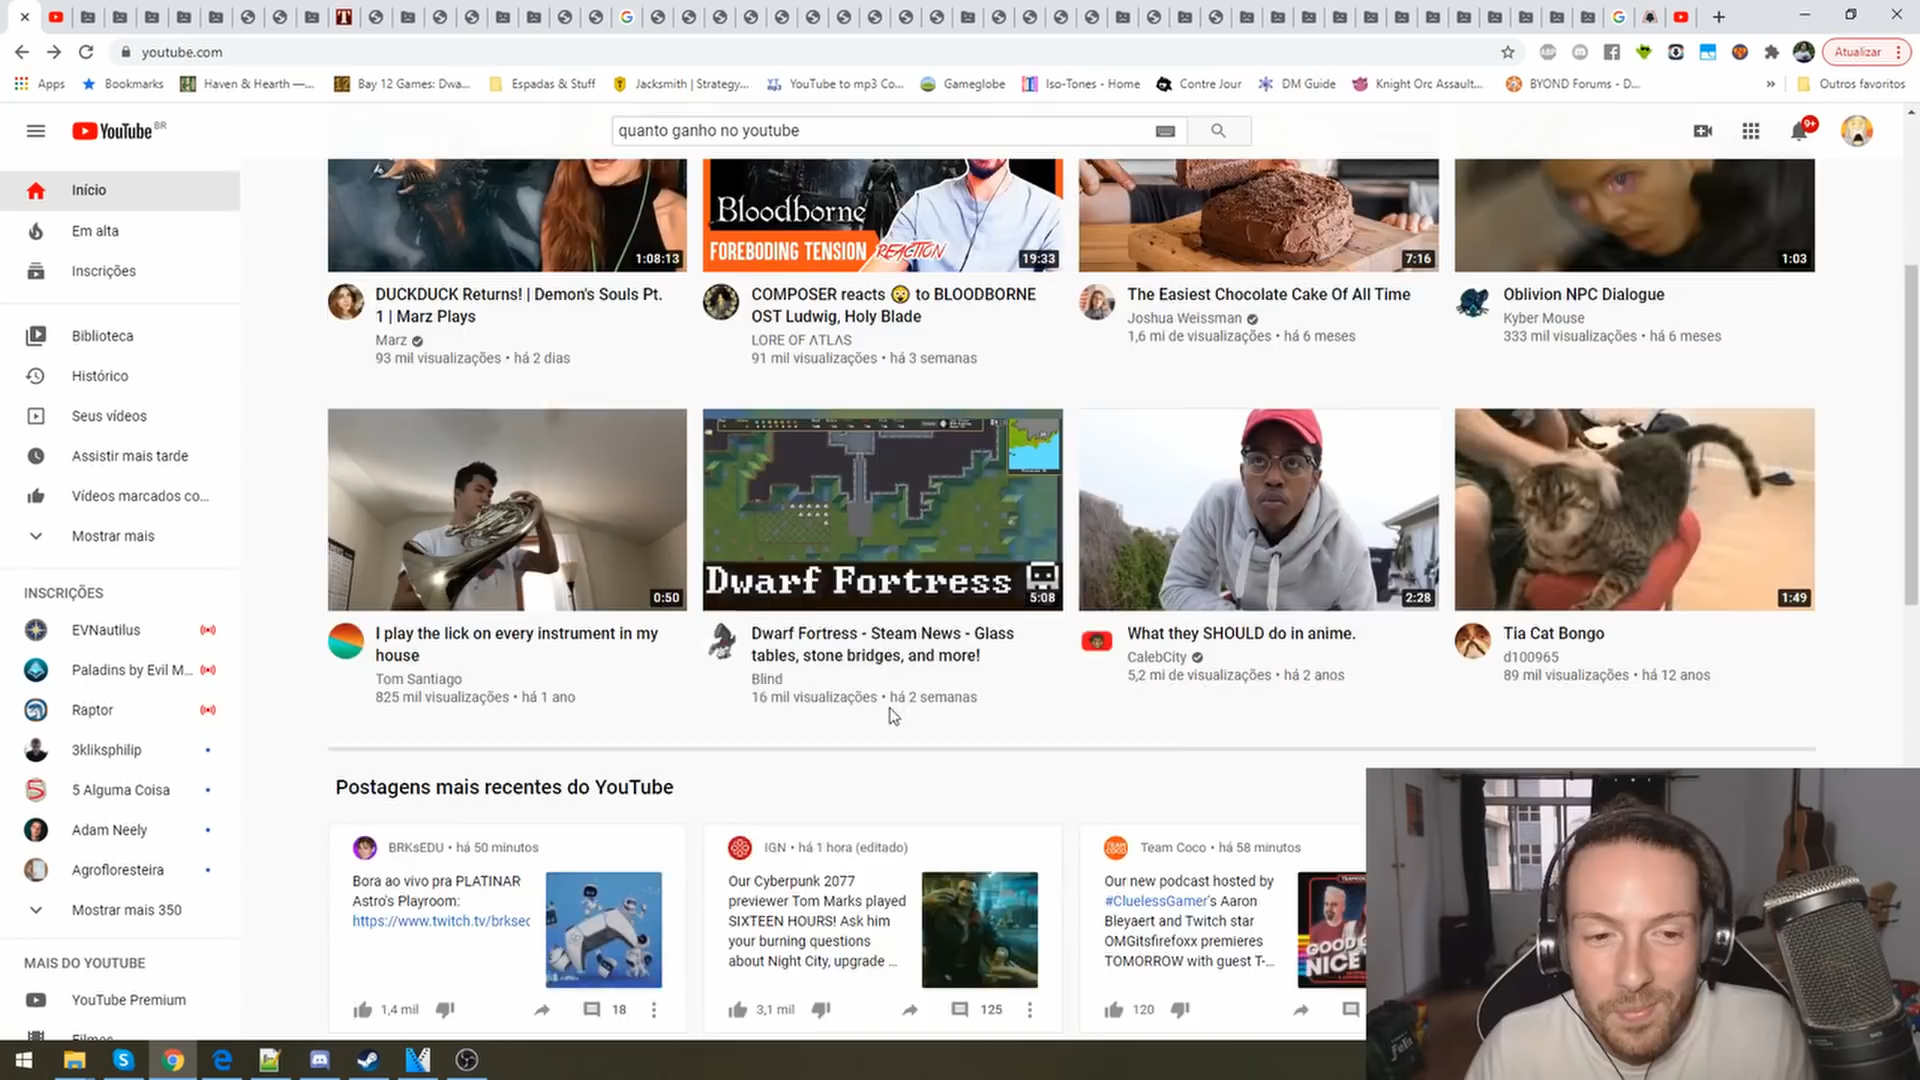 youtube.com
Atualizar
Apps
Bookmarks
Haven & Hearth —...
Bay 12 Games: Dwa...
Espadas & Stuff
Jacksmith | Strategy...
YouTube to mp3 Co...
Gameglobe
Iso-Tones - Home
Contre Jour
DM Guide
Knight Orc Assault...
BYOND Forums - D...
»
Outros favoritos
YouTube BR
quanto ganho no youtube
9+
Início
Em alta
Inscrições
Biblioteca
Histórico
Seus vídeos
Assistir mais tarde
Vídeos marcados co...
Mostrar mais
INSCRIÇÕES
EVNautilus
Paladins by Evil M...
Raptor
3kliksphilip
5 Alguma Coisa
Adam Neely
Agrofloresteira
Mostrar mais 350
MAIS DO YOUTUBE
YouTube Premium
Filmes
1:08:13
DUCKDUCK Returns! | Demon's Souls Pt.
1 | Marz Plays
Marz
93 mil visualizações • há 2 dias
Bloodborne
FOREBODING TENSION REACTION
19:33
COMPOSER reacts 😮 to BLOODBORNE
OST Ludwig, Holy Blade
LORE OF ΛTLΛS
91 mil visualizações • há 3 semanas
7:16
The Easiest Chocolate Cake Of All Time
Joshua Weissman
1,6 mi de visualizações • há 6 meses
1:03
Oblivion NPC Dialogue
Kyber Mouse
333 mil visualizações • há 6 meses
0:50
I play the lick on every instrument in my
house
Tom Santiago
825 mil visualizações • há 1 ano
Dwarf Fortress
5:08
Dwarf Fortress - Steam News - Glass
tables, stone bridges, and more!
Blind
16 mil visualizações • há 2 semanas
2:28
What they SHOULD do in anime.
CalebCity
5,2 mi de visualizações • há 2 anos
1:49
Tia Cat Bongo
d100965
89 mil visualizações • há 12 anos
Postagens mais recentes do YouTube
BRKsEDU • há 50 minutos
Bora ao vivo pra PLATINAR
Astro's Playroom:
https://www.twitch.tv/brksec
1,4 mil
18
IGN • há 1 hora (editado)
Our Cyberpunk 2077
previewer Tom Marks played
SIXTEEN HOURS! Ask him
your burning questions
about Night City, upgrade ...
3,1 mil
125
Team Coco • há 58 minutos
Our new podcast hosted by
#CluelessGamer's Aaron
Bleyaert and Twitch star
OMGitsfirefoxx premieres
TOMORROW with guest T-...
GOOD
NICE
120